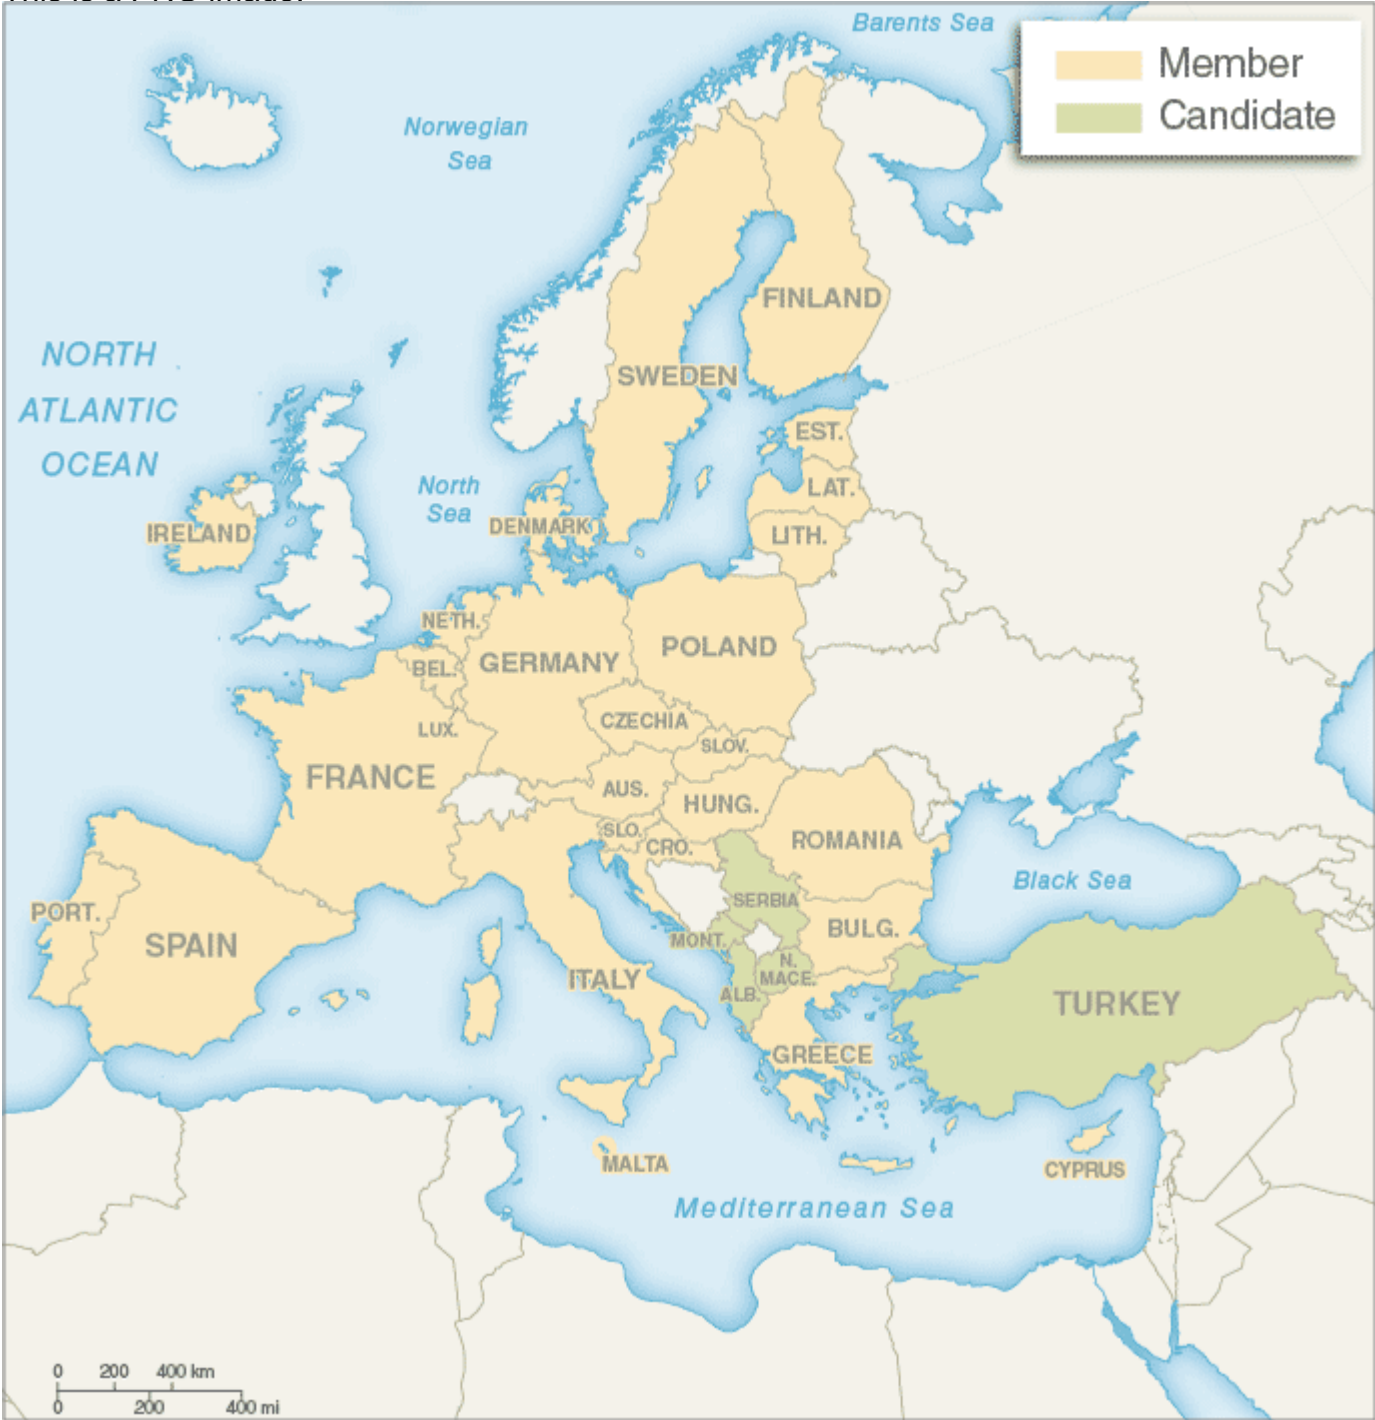 Barents Sea
Member
Candidate
Norwegian
Sea
NORTH
ATLANTIC
OCEAN
FINLAND
SWEDEN
EST.
LAT.
LITH.
North
Sea
DENMARK
IRELAND
NETH.
BEL.
GERMANY
POLAND
LUX.
CZECHIA
SLOV.
FRANCE
AUS.
HUNG.
SLO.
CRO.
ROMANIA
Black Sea
SERBIA
PORT.
SPAIN
MONT.
BULG.
ITALY
N.
MACE.
ALB.
TURKEY
GREECE
MALTA
CYPRUS
Mediterranean Sea
0 200 400 km
0 200 400 mi